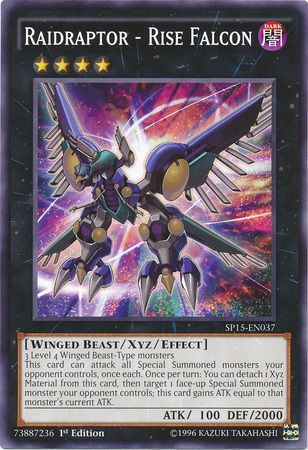 Raidraptor - Rise Falcon
DARK
闇
SP15-EN037
[WINGED BEAST/XYZ/EFFECT]
3 Level 4 Winged Beast-Type monsters
This card can attack all Special Summoned monsters your
opponent controls, once each. Once per turn: You can detach 1 Xyz
Material from this card, then target 1 face-up Special Summoned
monster your opponent controls; this card gains ATK equal to that
monster's current ATK.
ATK/ 100 DEF/2000
73887236 1st Edition ©1996 KAZUKI TAKAHASHI